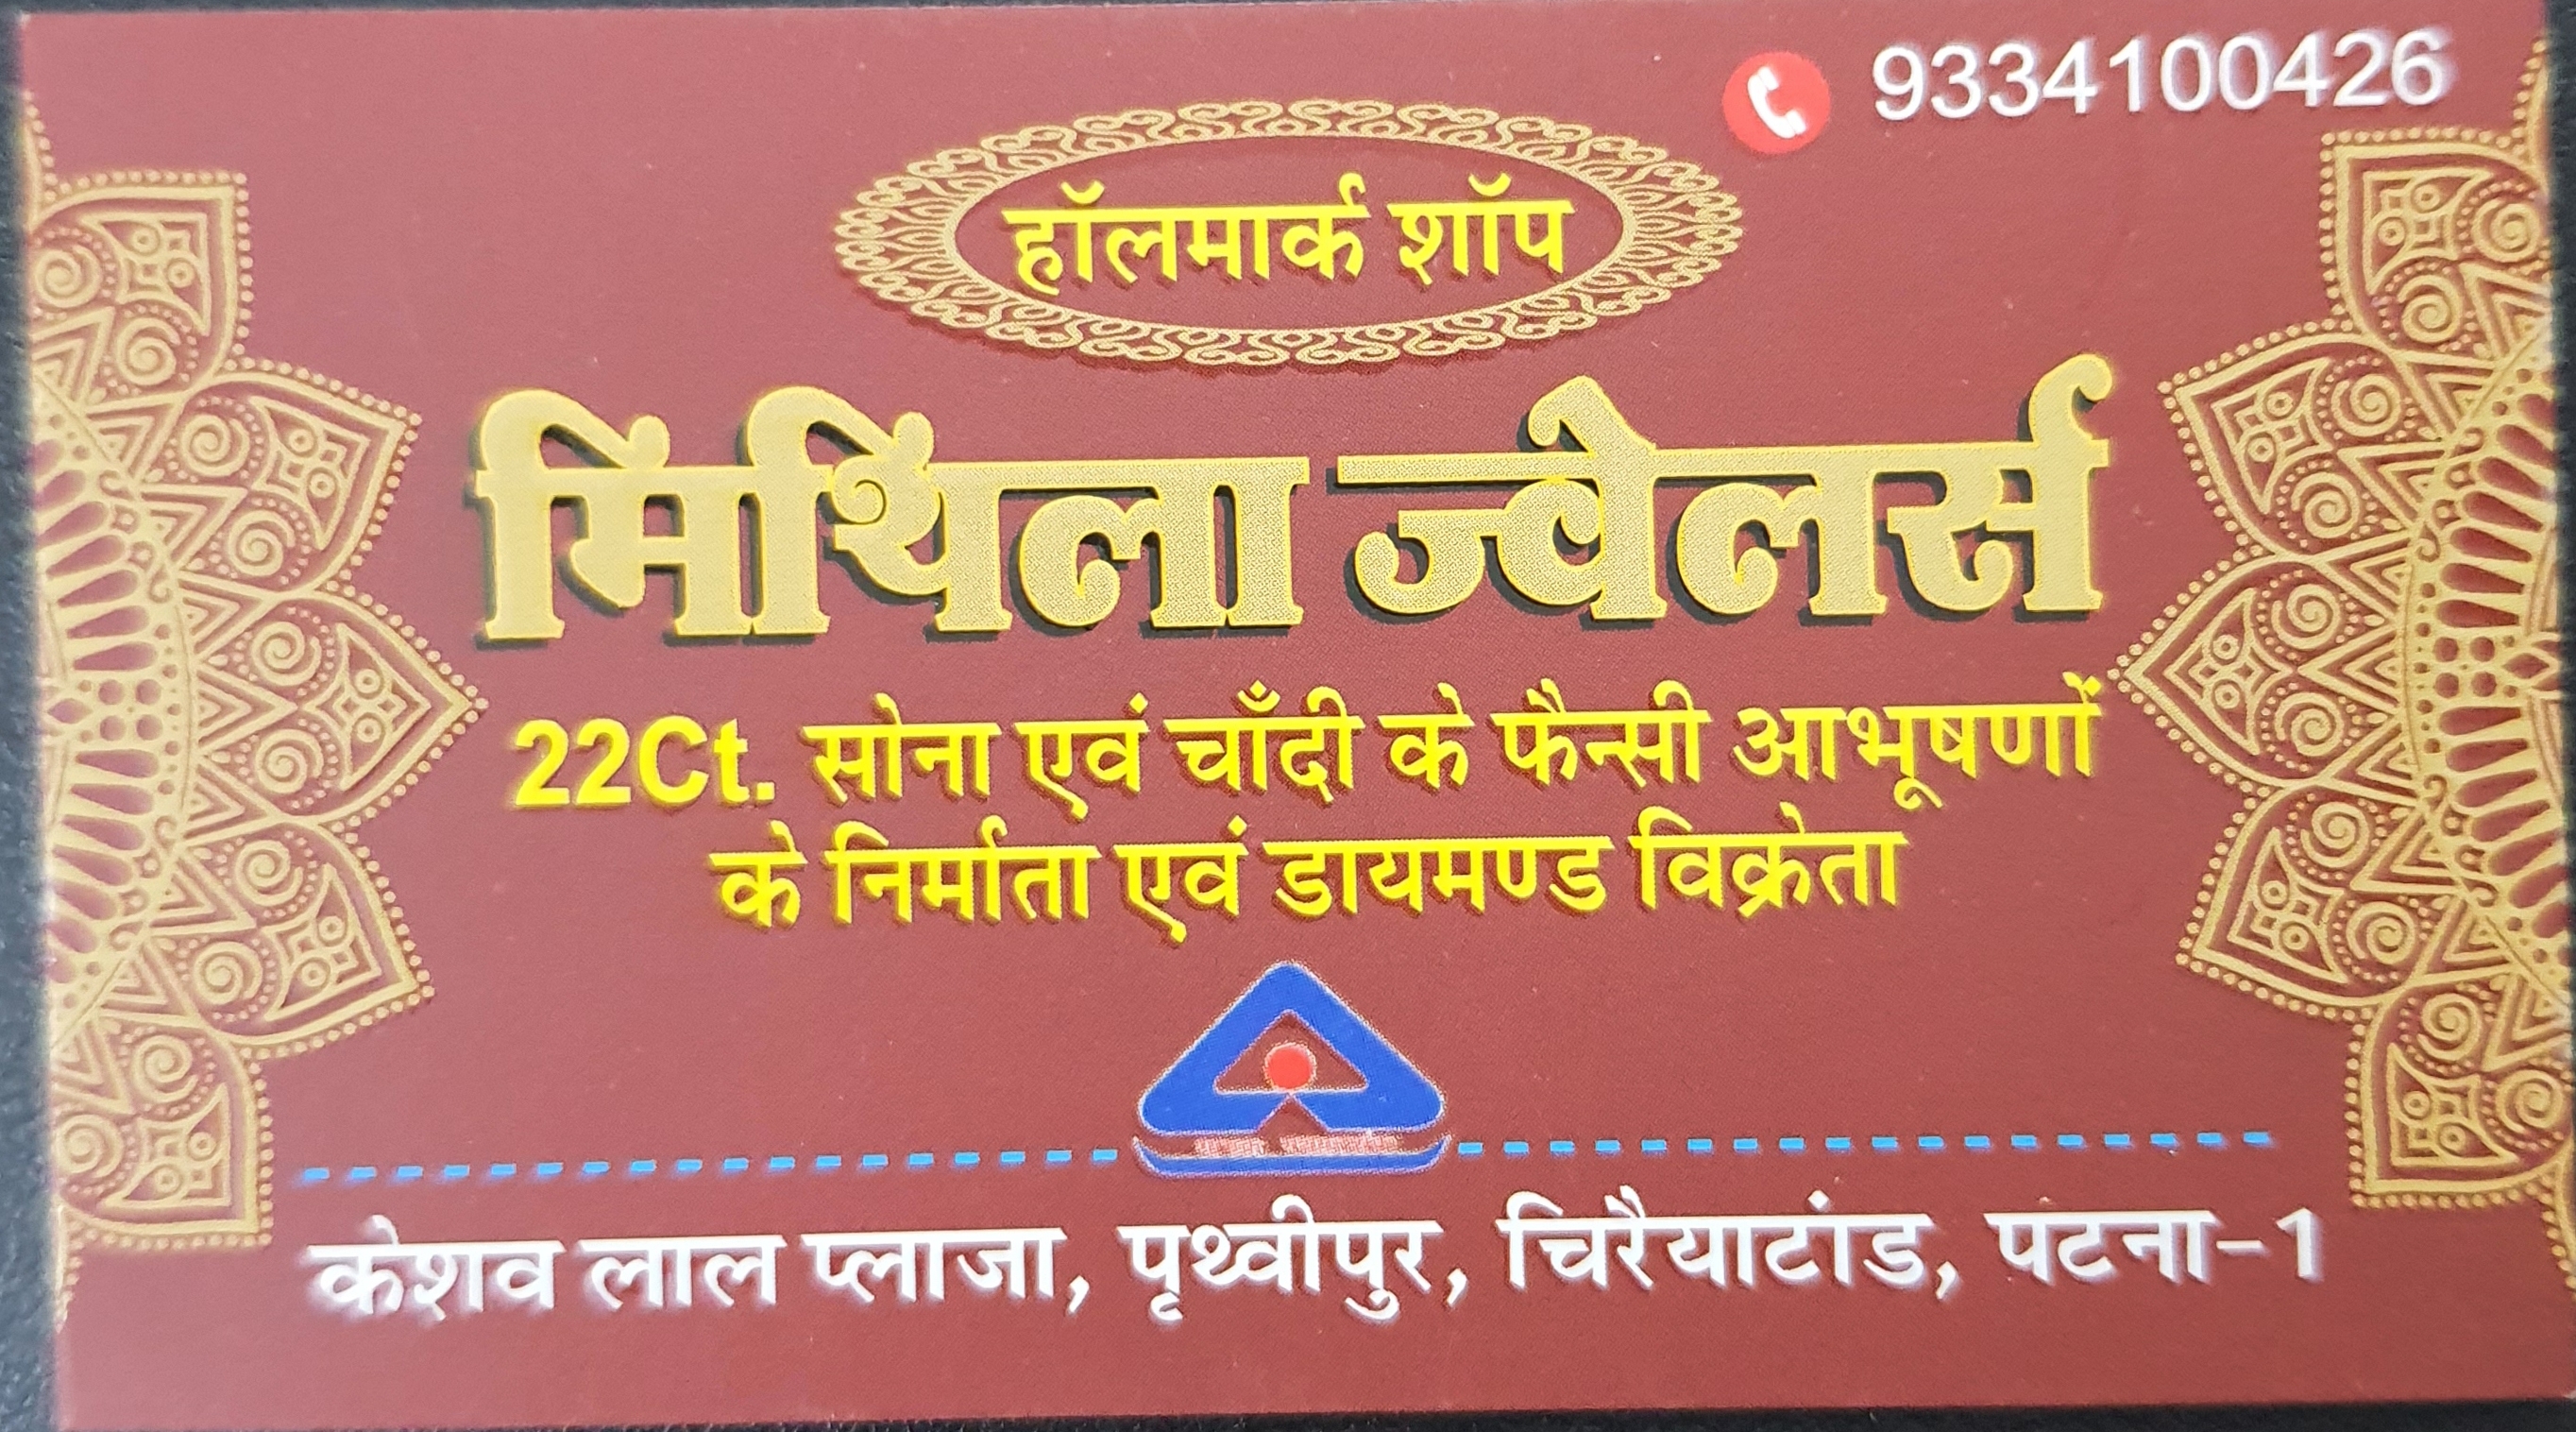 9334100426
हॉलमार्क शॉप
मिथिला ज्वेलर्स
22Ct. सोना एवं चाँदी के फैन्सी आभूषणों
के निर्माता एवं डायमण्ड विक्रेता
केशव लाल प्लाजा, पृथ्वीपुर, चिरैयाटांड, पटना-1